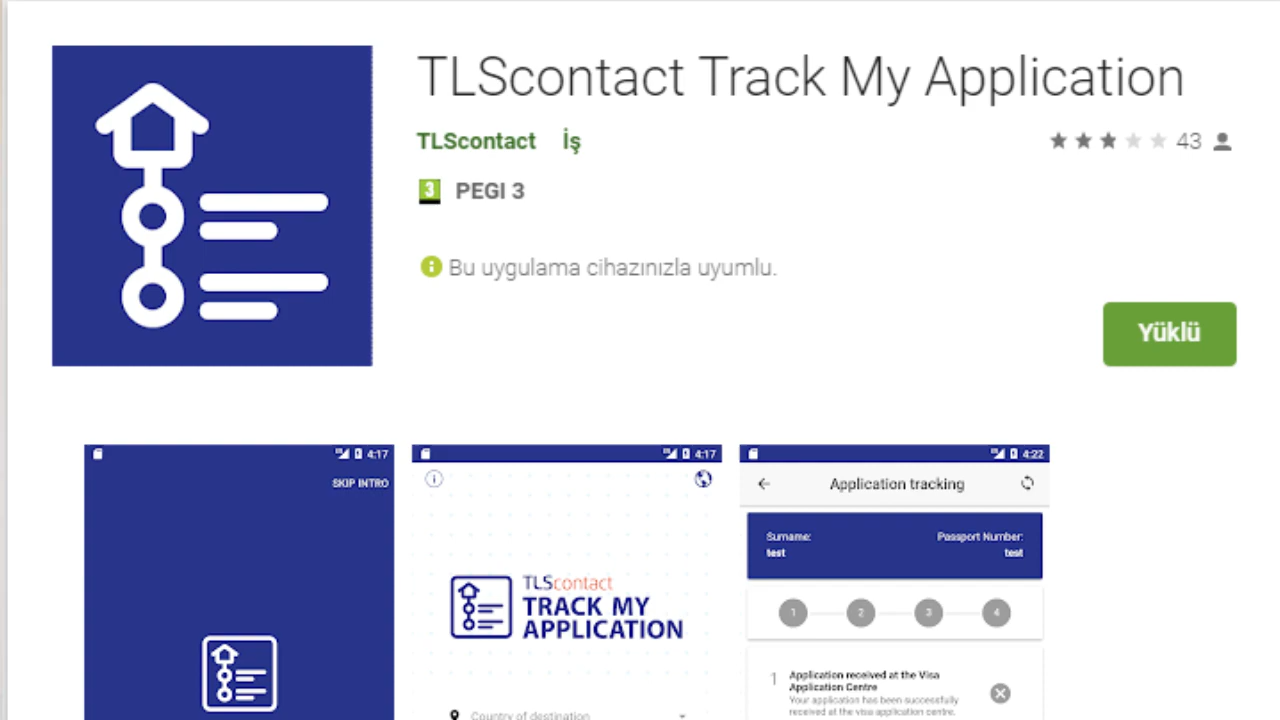 TLScontact Track My Application
TLScontact İş
43
3 PEGI 3
Bu uygulama cihazınızla uyumlu.
Yüklü
4:17
SKIP INTRO
4:17
TLScontact
TRACK MY
APPLICATION
Country of destination
4:22
Application tracking
Surname: Passport Number:
test test
1 2 3 4
1 Application received at the Visa
Application Centre
Your application has been successfully
received at the visa application centre.